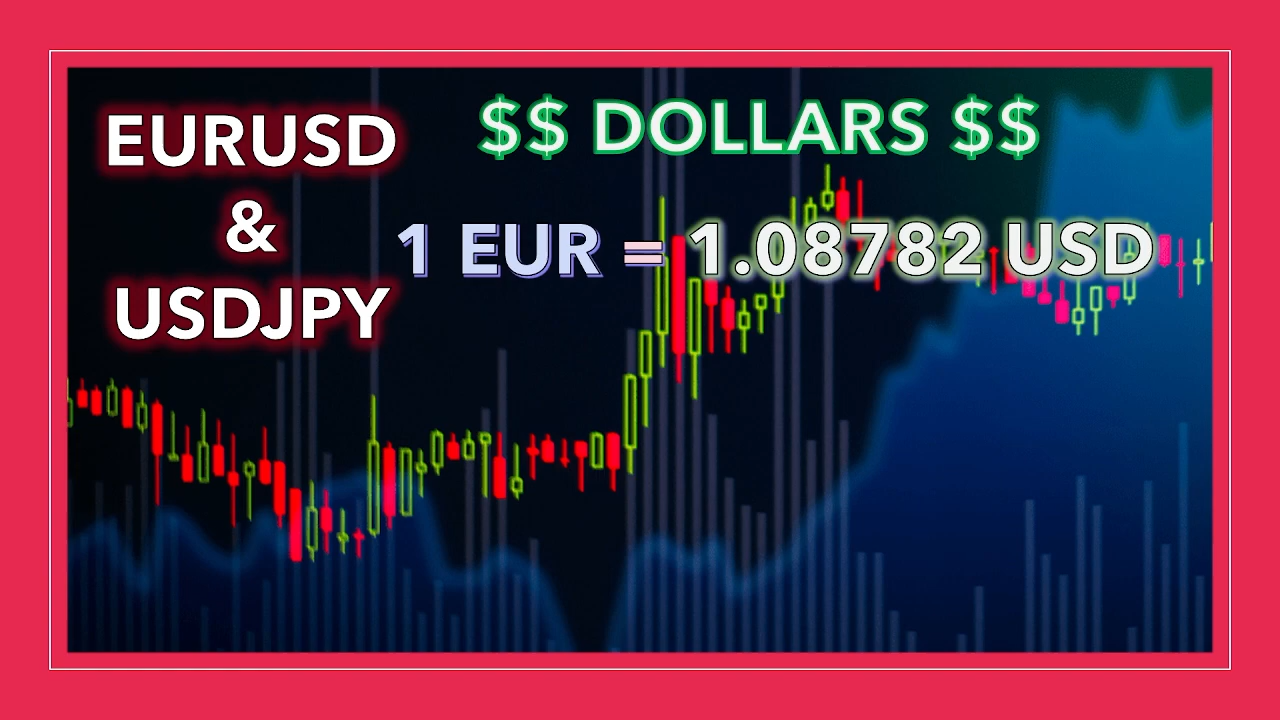 EURUSD
&
USDJPY
$$ DOLLARS $$
1 EUR = 1.08782 USD